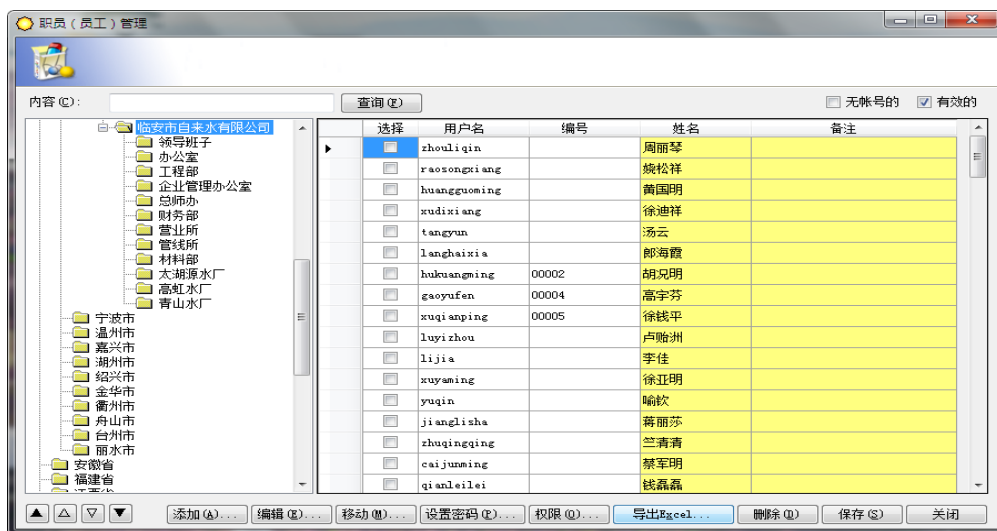 职员（员工）管理
内容(C)：
查询(F)
无帐号的
有效的
临安市自来水有限公司
领导班子
办公室
工程部
企业管理办公室
总师办
财务部
营业所
管线所
材料部
太湖源水厂
高虹水厂
青山水厂
宁波市
温州市
嘉兴市
湖州市
绍兴市
金华市
衢州市
舟山市
台州市
丽水市
安徽省
福建省
选择 用户名 编号 姓名 备注
zhouliqin 周丽琴
raosongxiang 娆松祥
huangguoming 黄国明
xudixiang 徐迪祥
tangyun 汤云
langhaixia 郎海霞
hukuangming 00002 胡况明
gaoyufen 00004 高宇芬
xuqianping 00005 徐钱平
luyizhou 卢贻洲
lijia 李佳
xuyaming 徐亚明
yuqin 喻钦
jianglisha 蒋丽莎
zhuqingqing 竺清清
caijunming 蔡军明
qianleilei 钱磊磊
添加(A)... 编辑(E)... 移动(M)... 设置密码(P)... 权限(Q)... 导出Excel... 删除(D) 保存(S) 关闭